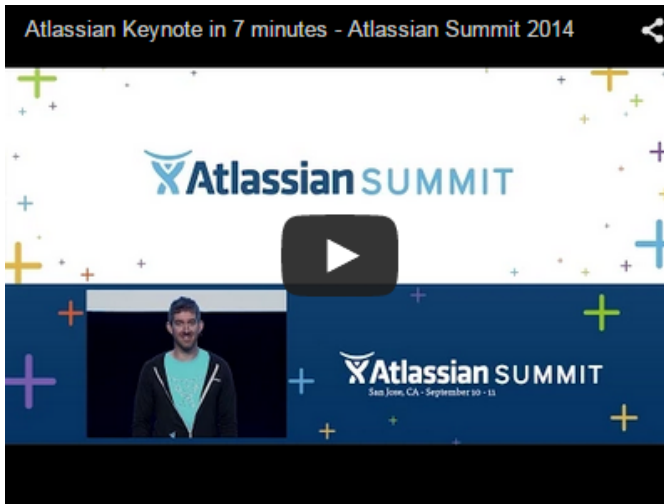 Atlassian Keynote in 7 minutes - Atlassian Summit 2014
Atlassian SUMMIT
Atlassian SUMMIT
San Jose, CA - September 10 - 11